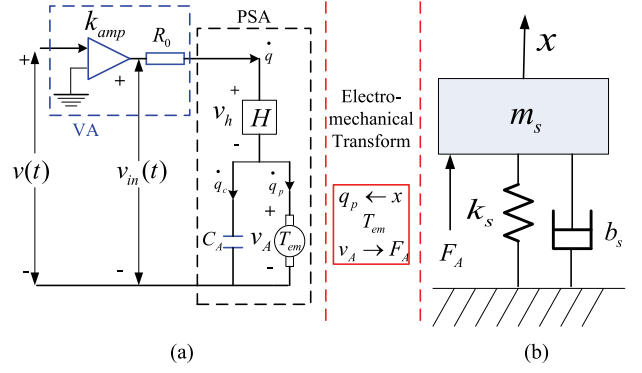 k_amp
R_0
PSA
q̇
VA
+
+
v(t)
v_in(t)
-
-
+
v_h
H
-
q̇_c
q̇_p
C_A
+
v_A
T_em
-
(a)
Electro-
mechanical
Transform
q_p ← x
T_em
v_A → F_A
x
m_s
F_A
k_s
b_s
(b)